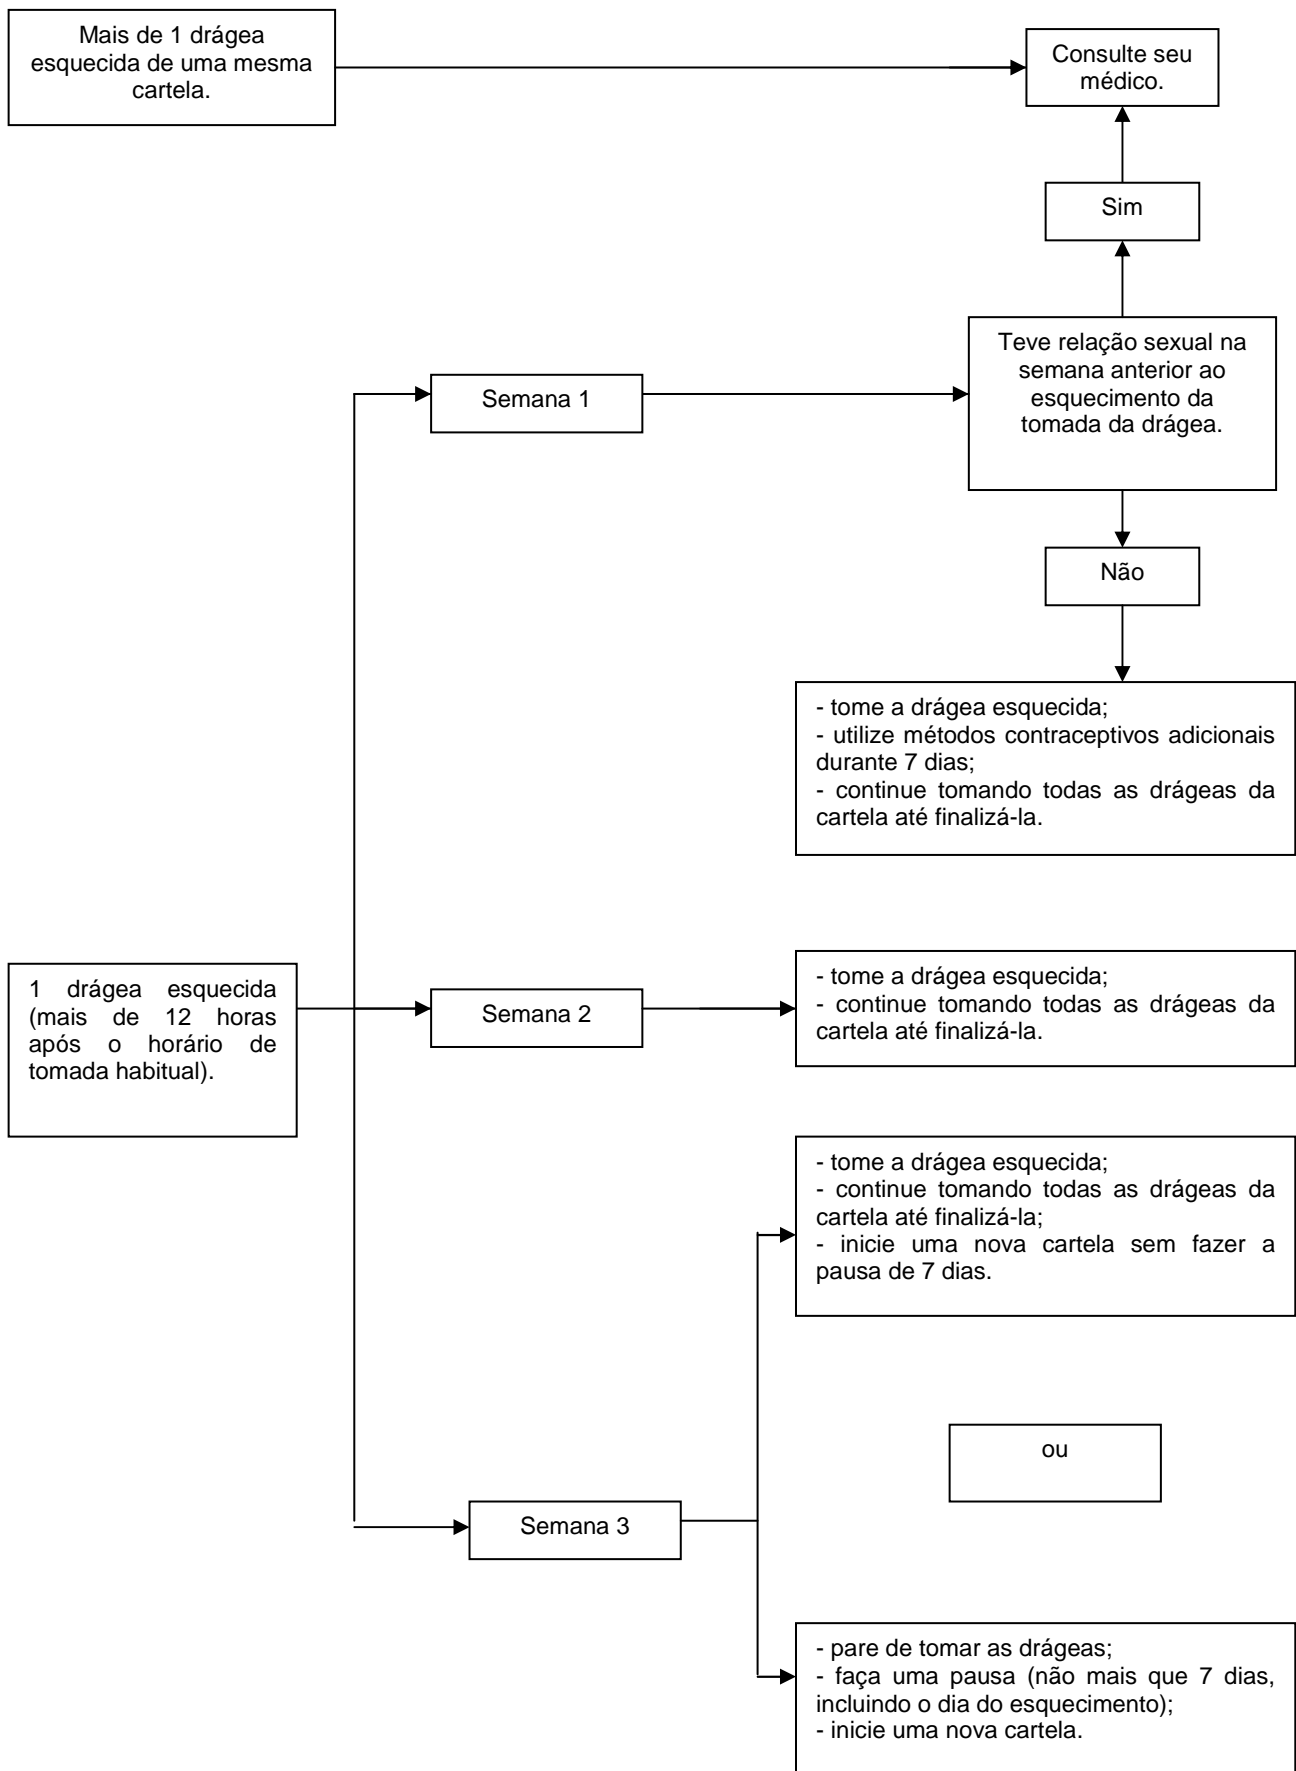 Mais de 1 drágea
esquecida de uma mesma
cartela.
Consulte seu
médico.
Sim
Teve relação sexual na
semana anterior ao
esquecimento da
tomada da drágea.
Semana 1
Não
- tome a drágea esquecida;
- utilize métodos contraceptivos adicionais
durante 7 dias;
- continue tomando todas as drágeas da
cartela até finalizá-la.
1 drágea esquecida
(mais de 12 horas
após o horário de
tomada habitual).
Semana 2
- tome a drágea esquecida;
- continue tomando todas as drágeas da
cartela até finalizá-la.
- tome a drágea esquecida;
- continue tomando todas as drágeas da
cartela até finalizá-la;
- inicie uma nova cartela sem fazer a
pausa de 7 dias.
ou
Semana 3
- pare de tomar as drágeas;
- faça uma pausa (não mais que 7 dias,
incluindo o dia do esquecimento);
- inicie uma nova cartela.